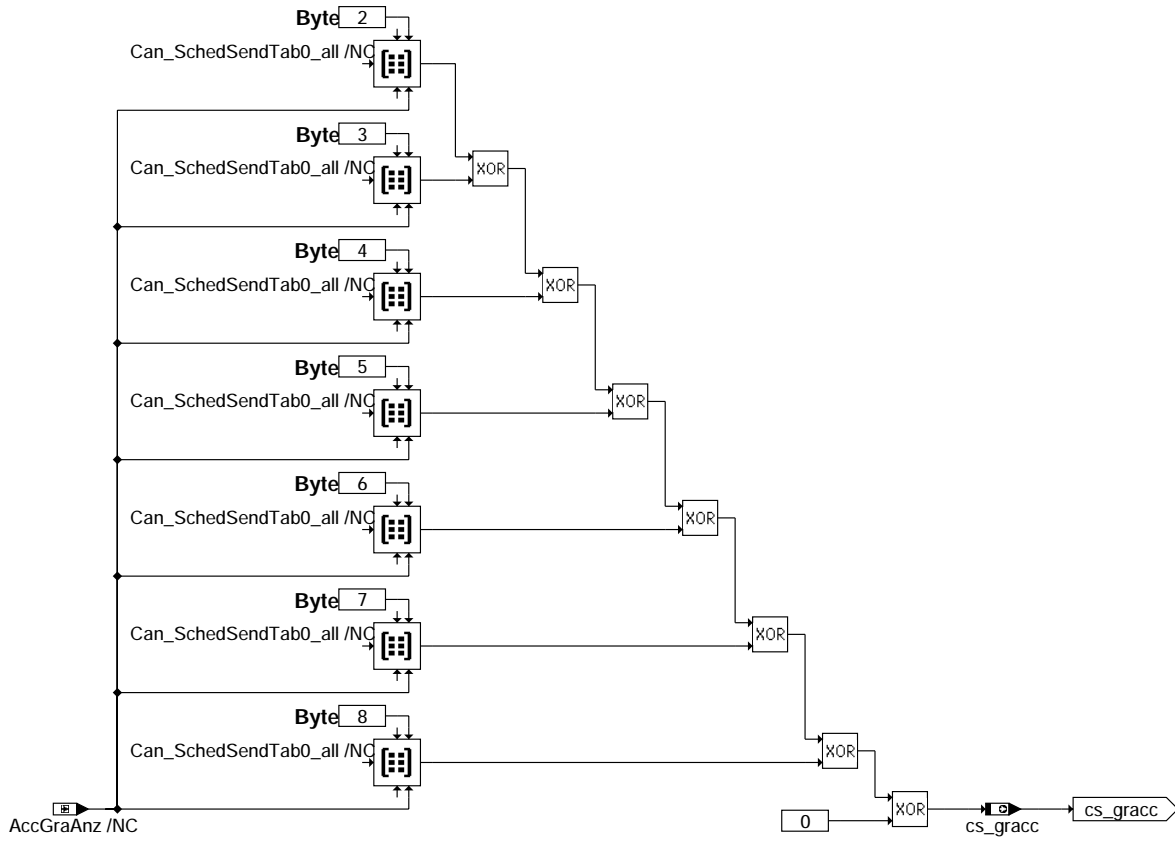 Byte 2
Can_SchedSendTab0_all /NC
Byte 3
Can_SchedSendTab0_all /NC
XOR
Byte 4
Can_SchedSendTab0_all /NC
XOR
Byte 5
Can_SchedSendTab0_all /NC
XOR
Byte 6
Can_SchedSendTab0_all /NC
XOR
Byte 7
Can_SchedSendTab0_all /NC
XOR
Byte 8
Can_SchedSendTab0_all /NC
XOR
AccGraAnz /NC
0
XOR
cs_gracc
cs_gracc